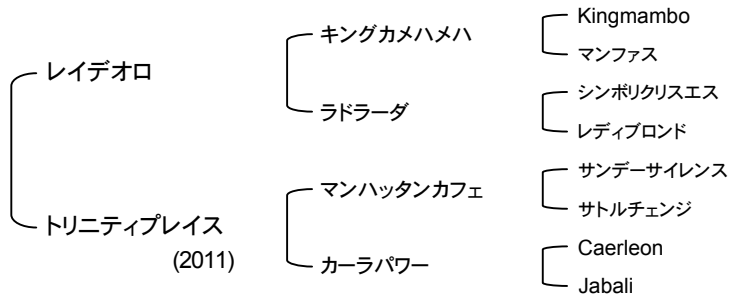 Kingmambo
キングカメハメハ
マンファス
レイデオロ
シンボリクリスエス
ラドラーダ
レディブロンド
サンデーサイレンス
マンハッタンカフェ
サトルチェンジ
トリニティプレイス
(2011)
Caerleon
カーラパワー
Jabali